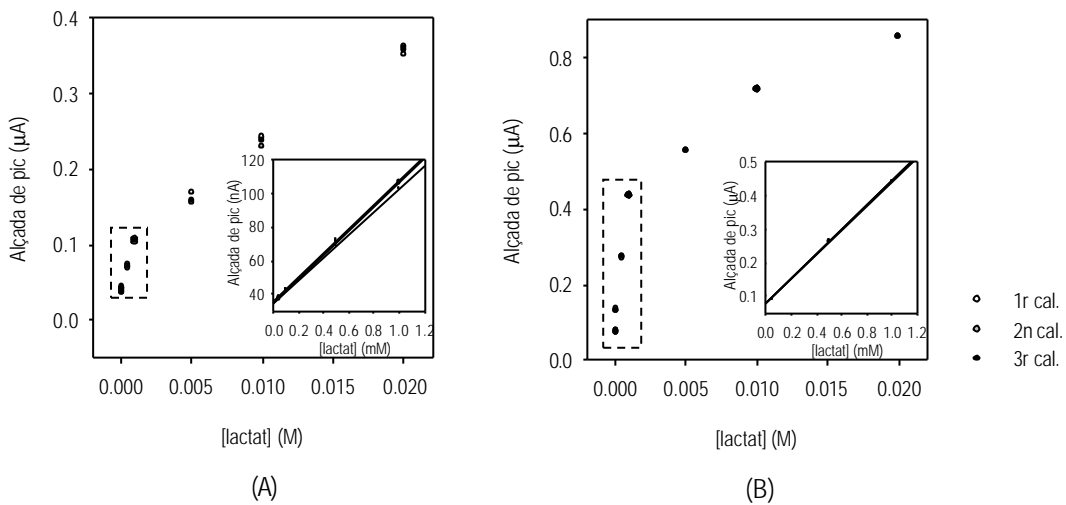 0.4
0.3
0.2
0.1
0.0
Alçada de pic (µA)
0.000 0.005 0.010 0.015 0.020
[lactat] (M)
120
100
80
60
40
Alçada de pic (nA)
0.0 0.2 0.4 0.6 0.8 1.0 1.2
[lactat] (mM)
(A)
0.8
0.6
0.4
0.2
0.0
Alçada de pic (µA)
0.000 0.005 0.010 0.015 0.020
[lactat] (M)
0.5
0.4
0.3
0.2
0.1
Alçada de pic (µA)
0.0 0.2 0.4 0.6 0.8 1.0 1.2
[lactat] (mM)
(B)
1r cal.
2n cal.
3r cal.